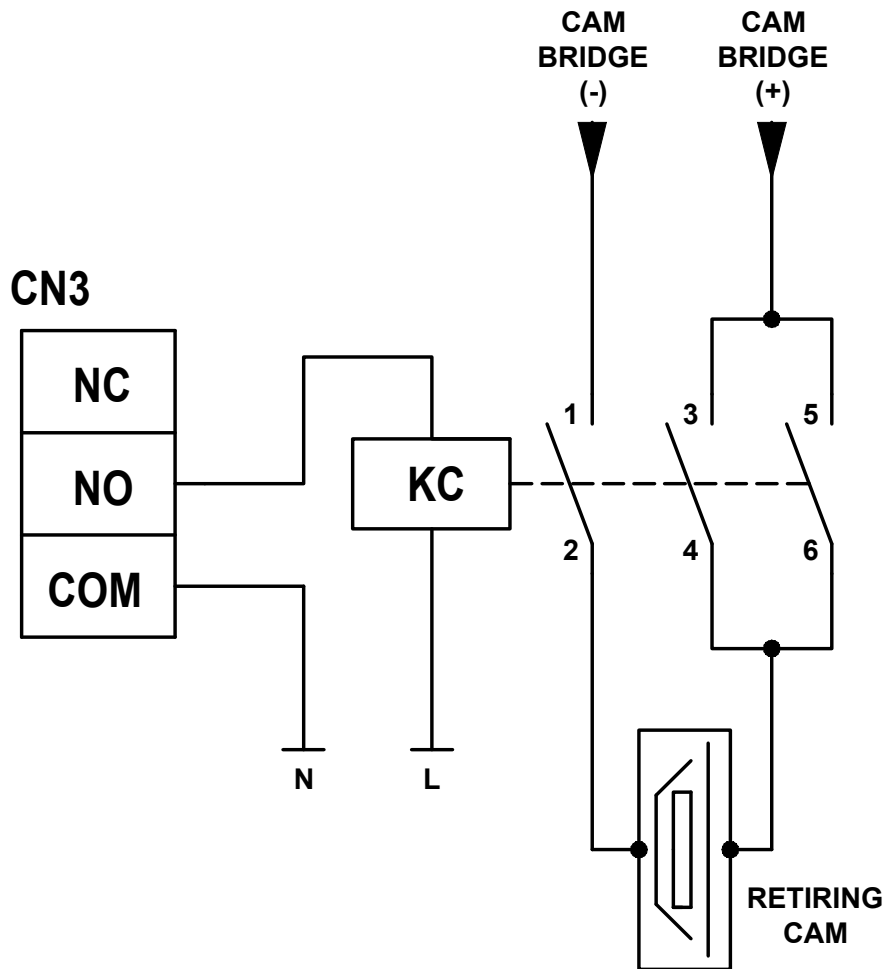 CAM
BRIDGE
(-)
CAM
BRIDGE
(+)
CN3
NC
NO
COM
KC
1
3
5
2
4
6
N
L
RETIRING
CAM